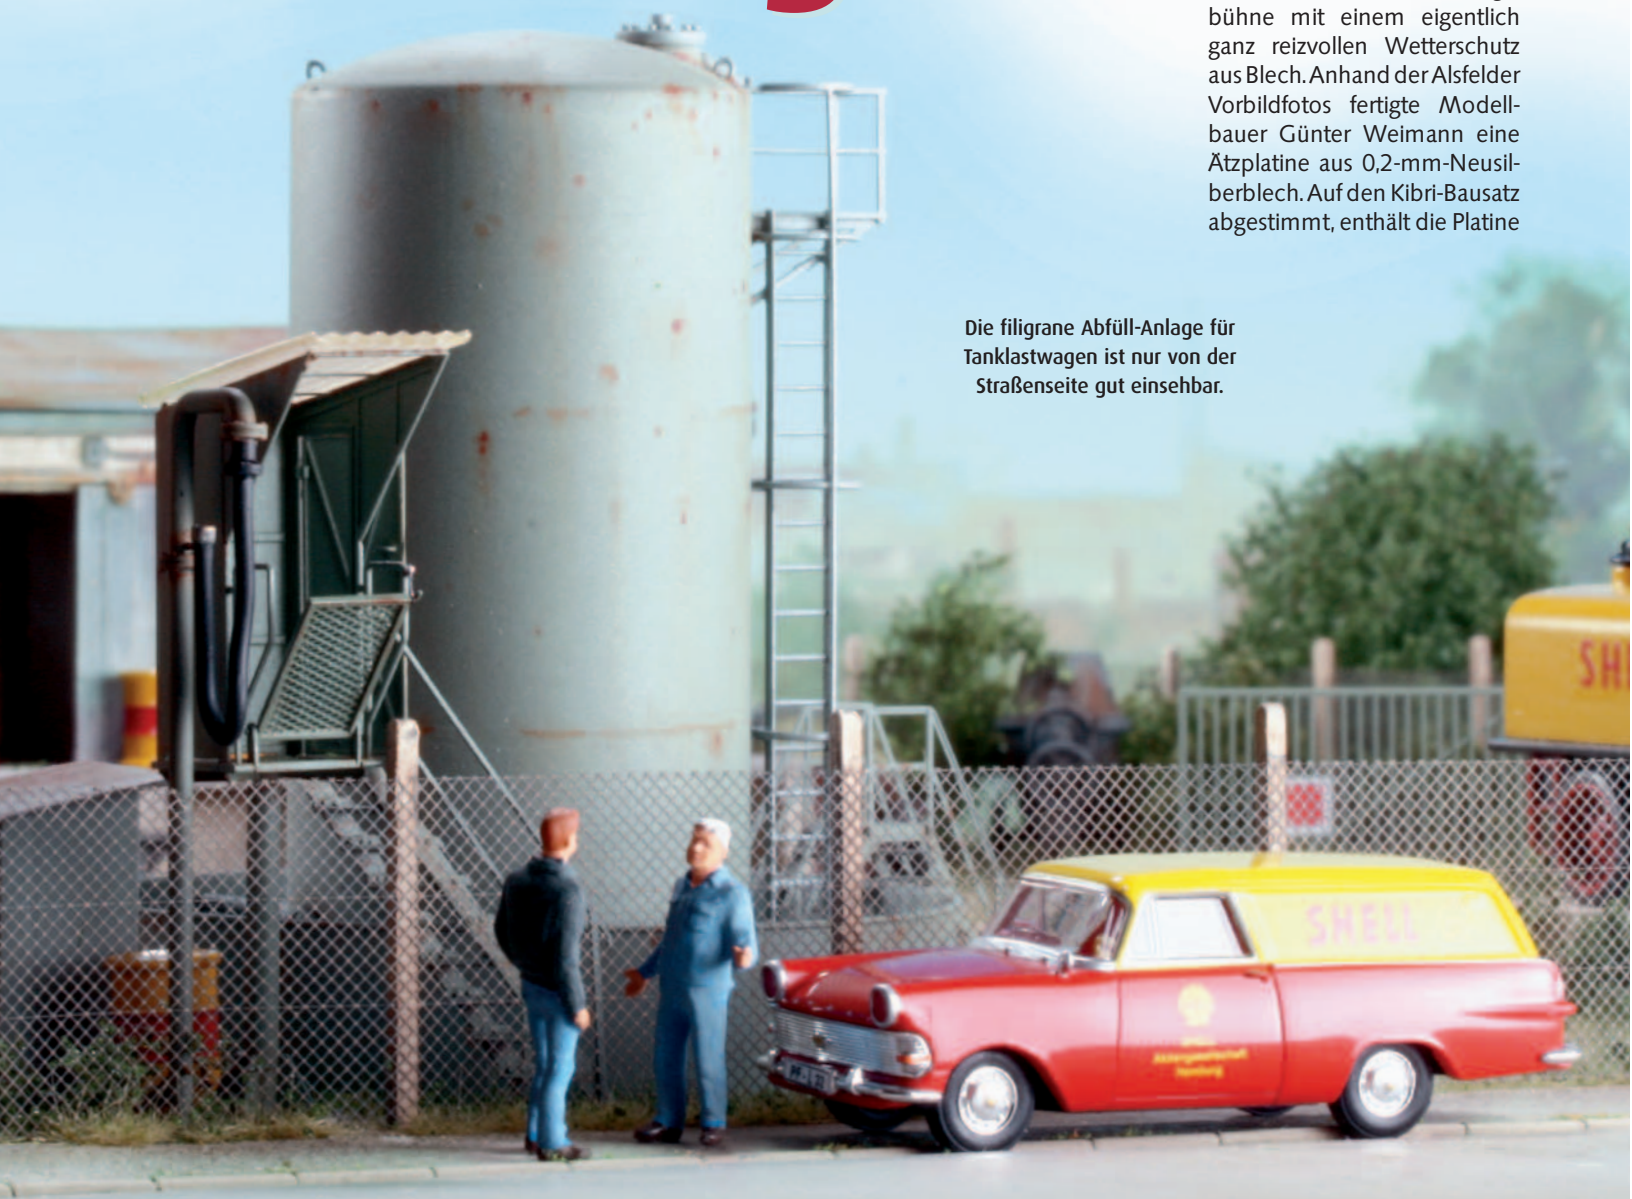 bühne mit einem eigentlich
ganz reizvollen Wetterschutz
aus Blech. Anhand der Alsfelder
Vorbildfotos fertigte Modell-
bauer Günter Weimann eine
Ätzplatine aus 0,2-mm-Neusil-
berblech. Auf den Kibri-Bausatz
abgestimmt, enthält die Platine
Die filigrane Abfüll-Anlage für
Tanklastwagen ist nur von der
Straßenseite gut einsehbar.
SHELL
Aktiengesellschaft
Hamburg